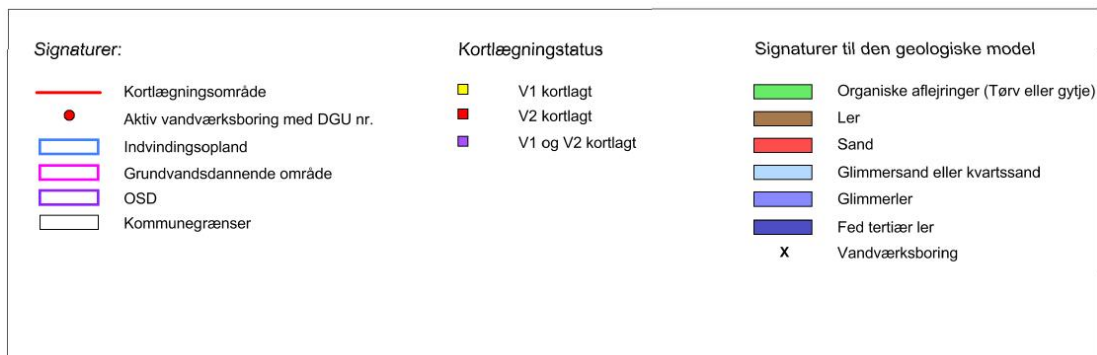 Signaturer:
Kortlægningsområde
Aktiv vandværksboring med DGU nr.
Indvindingsopland
Grundvandsdannende område
OSD
Kommunegrænser
Kortlægningstatus
V1 kortlagt
V2 kortlagt
V1 og V2 kortlagt
Signaturer til den geologiske model
Organiske aflejringer (Tørv eller gytje)
Ler
Sand
Glimmersand eller kvartssand
Glimmerler
Fed tertiær ler
X Vandværksboring